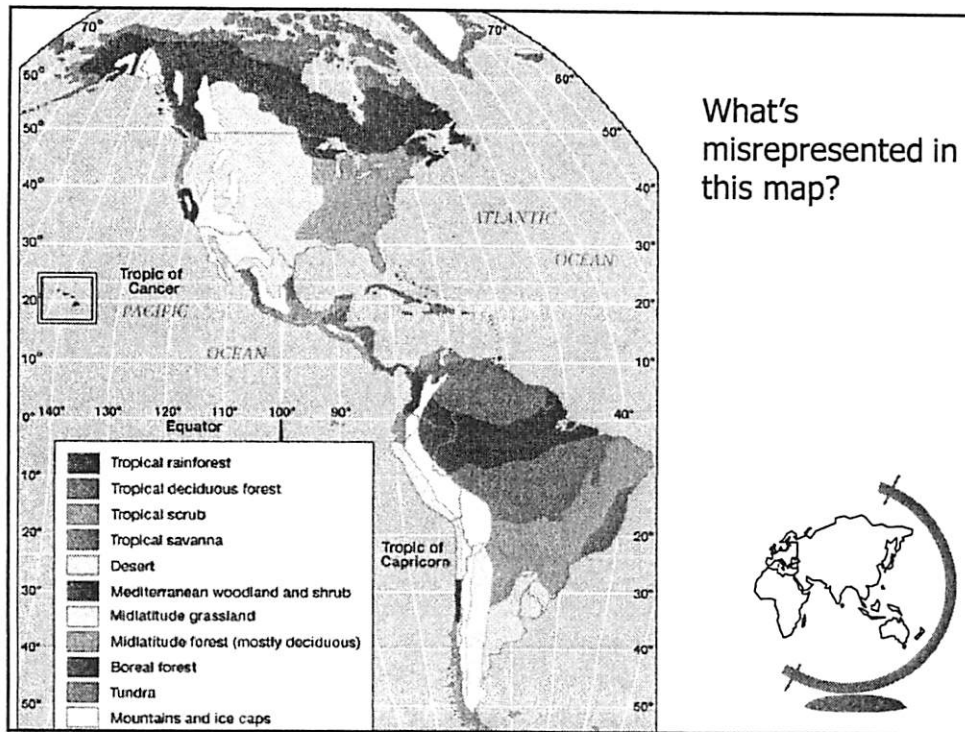 70°
70°
60°
60°
50°
50°
40°
40°
30°
30°
20°
20°
10°
10°
Tropic of
Cancer
PACIFIC
OCEAN
ATLANTIC
OCEAN
140°
130°
120°
110°
100°
90°
40°
0°
0°
Equator
10°
20°
20°
30°
30°
40°
40°
50°
50°
Tropic of
Capricorn
Tropical rainforest
Tropical deciduous forest
Tropical scrub
Tropical savanna
Desert
Mediterranean woodland and shrub
Midlatitude grassland
Midlatitude forest (mostly deciduous)
Boreal forest
Tundra
Mountains and ice caps
What's
misrepresented in
this map?